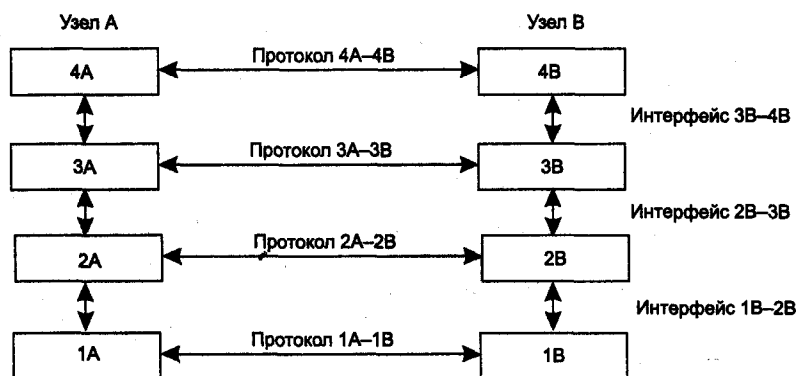 Узел А
Узел В
Протокол 4А–4В
4А
4В
Интерфейс 3В–4В
Протокол 3А–3В
3А
3В
Интерфейс 2В–3В
Протокол 2А–2В
2А
2В
Интерфейс 1В–2В
Протокол 1А–1В
1А
1В